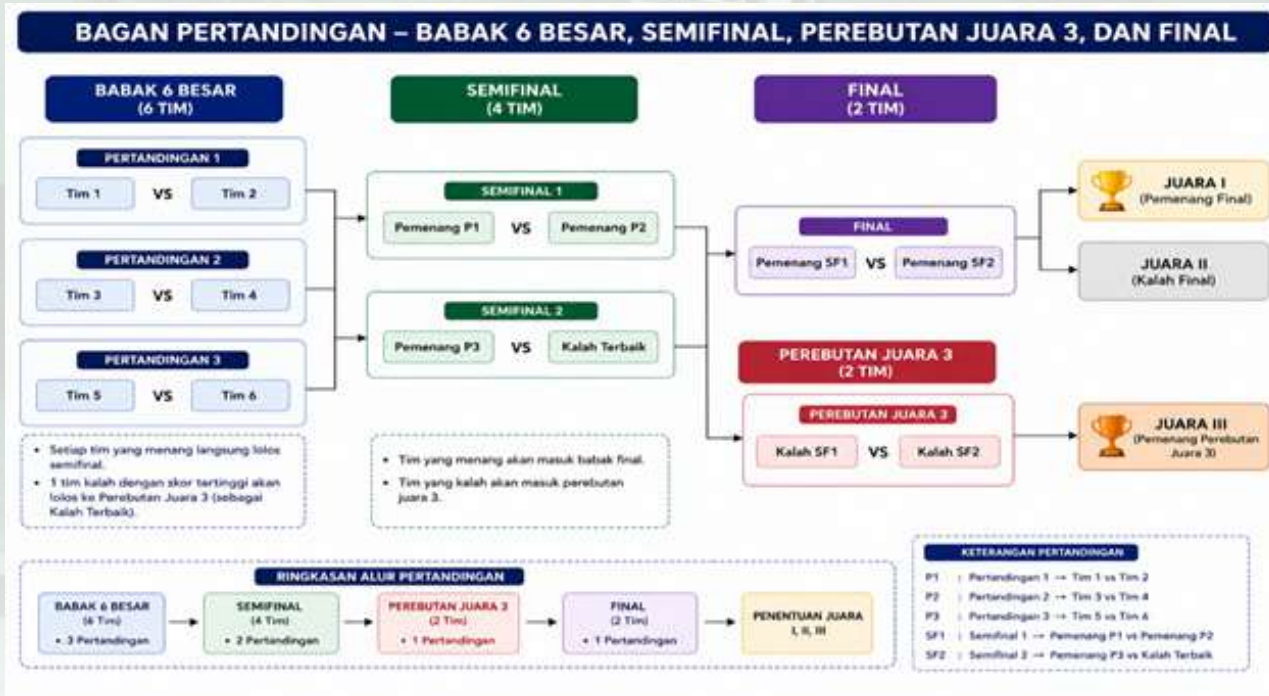 BAGAN PERTANDINGAN – BABAK 6 BESAR, SEMIFINAL, PEREBUTAN JUARA 3, DAN FINAL
BABAK 6 BESAR
(6 TIM)
PERTANDINGAN 1
Tim 1 VS Tim 2
PERTANDINGAN 2
Tim 3 VS Tim 4
PERTANDINGAN 3
Tim 5 VS Tim 6
• Setiap tim yang menang langsung lolos
semifinal.
• 1 tim kalah dengan skor tertinggi akan
lolos ke Perebutan Juara 3 (sebagai
Kalah Terbaik).
SEMIFINAL
(4 TIM)
SEMIFINAL 1
Pemenang P1 VS Pemenang P2
SEMIFINAL 2
Pemenang P3 VS Kalah Terbaik
• Tim yang menang akan masuk babak final.
• Tim yang kalah akan masuk perebutan
juara 3.
FINAL
(2 TIM)
FINAL
Pemenang SF1 VS Pemenang SF2
PEREBUTAN JUARA 3
(2 TIM)
PEREBUTAN JUARA 3
Kalah SF1 VS Kalah SF2
JUARA I
(Pemenang Final)
JUARA II
(Kalah Final)
JUARA III
(Pemenang Perebutan
Juara 3)
RINGKASAN ALUR PERTANDINGAN
BABAK 6 BESAR
(6 Tim)
• 3 Pertandingan
SEMIFINAL
(4 Tim)
• 2 Pertandingan
PEREBUTAN JUARA 3
(2 Tim)
• 1 Pertandingan
FINAL
(2 Tim)
• 1 Pertandingan
PENENTUAN JUARA
I, II, III
KETERANGAN PERTANDINGAN
P1 : Pertandingan 1 → Tim 1 vs Tim 2
P2 : Pertandingan 2 → Tim 3 vs Tim 4
P3 : Pertandingan 3 → Tim 5 vs Tim 6
SF1 : Semifinal 1 → Pemenang P1 vs Pemenang P2
SF2 : Semifinal 2 → Pemenang P3 vs Kalah Terbaik